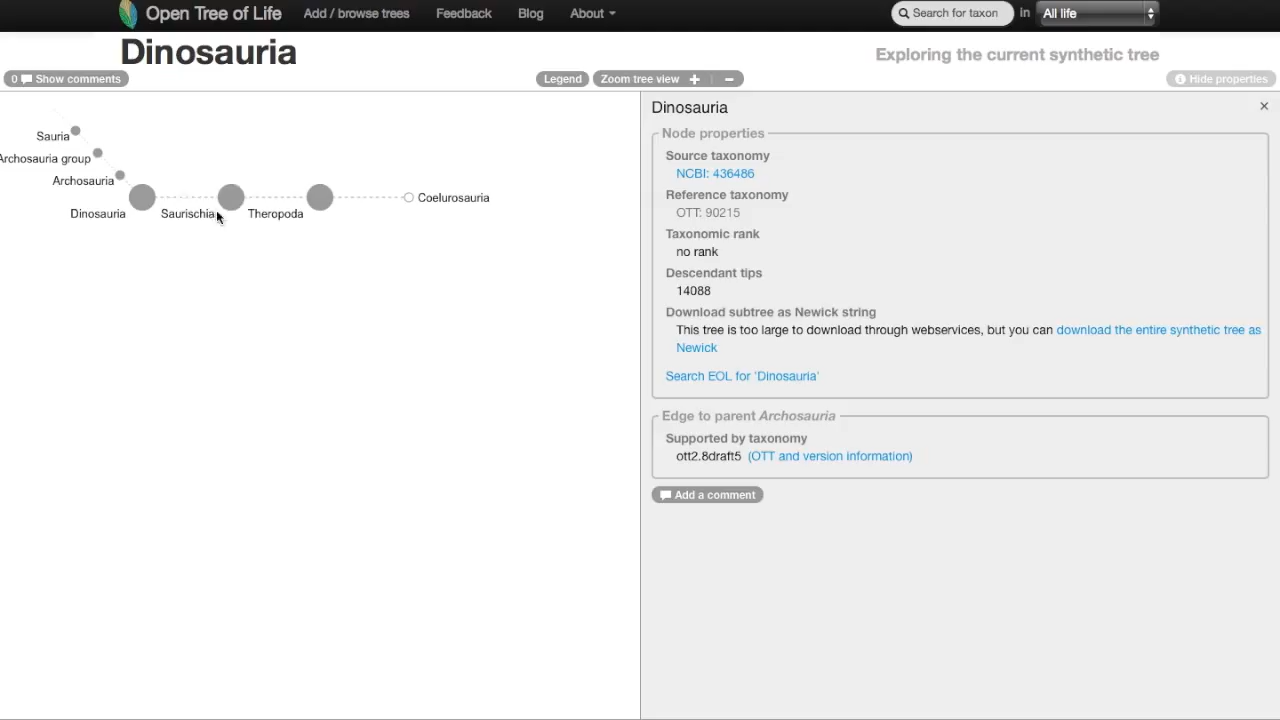 Open Tree of Life
Add / browse trees
Feedback
Blog
About
Search for taxon
in
All life
Dinosauria
Exploring the current synthetic tree
0 Show comments
Legend
Zoom tree view + −
Hide properties
Sauria
Archosauria group
Archosauria
Dinosauria
Saurischia
Theropoda
Coelurosauria
Dinosauria
×
Node properties
Source taxonomy
NCBI: 436486
Reference taxonomy
OTT: 90215
Taxonomic rank
no rank
Descendant tips
14088
Download subtree as Newick string
This tree is too large to download through webservices, but you can download the entire synthetic tree as
Newick
Search EOL for 'Dinosauria'
Edge to parent Archosauria
Supported by taxonomy
ott2.8draft5 (OTT and version information)
Add a comment